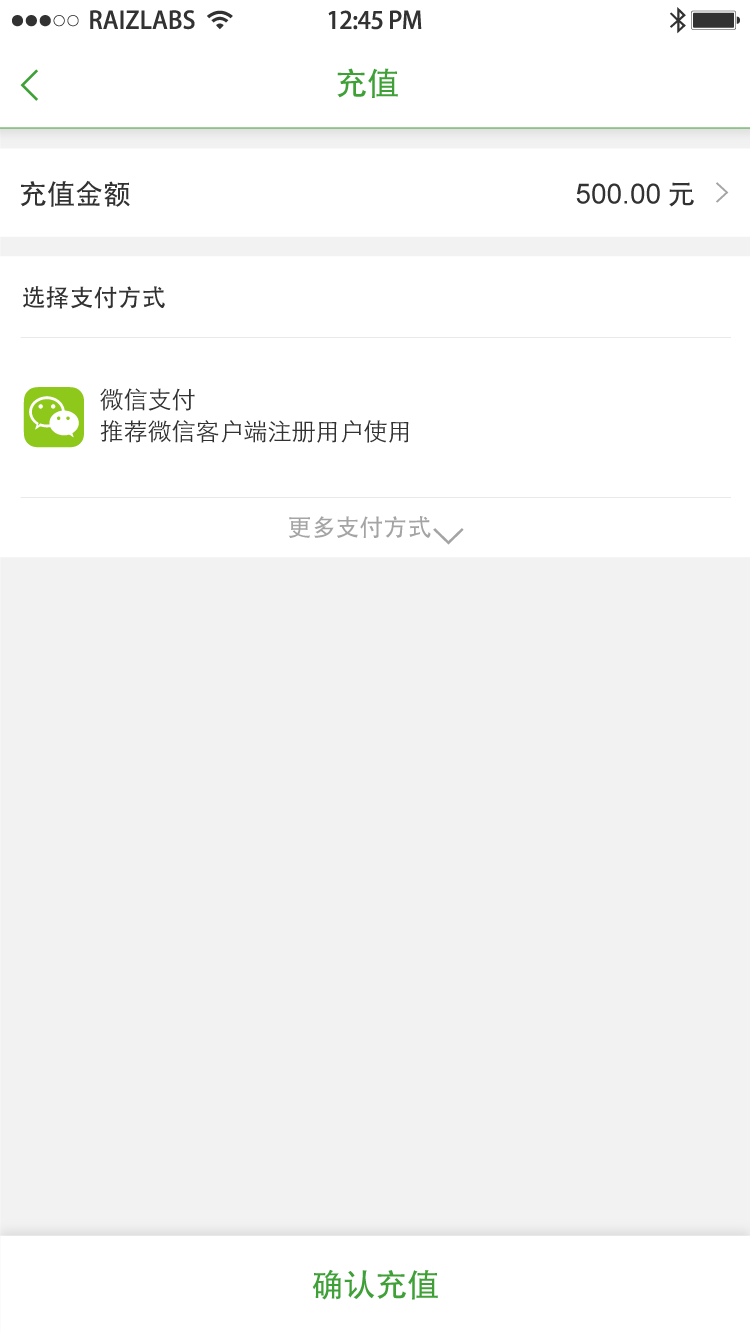 RAIZLABS 12:45 PM
充值
充值金额 500.00 元
选择支付方式
微信支付
推荐微信客户端注册用户使用
更多支付方式
确认充值